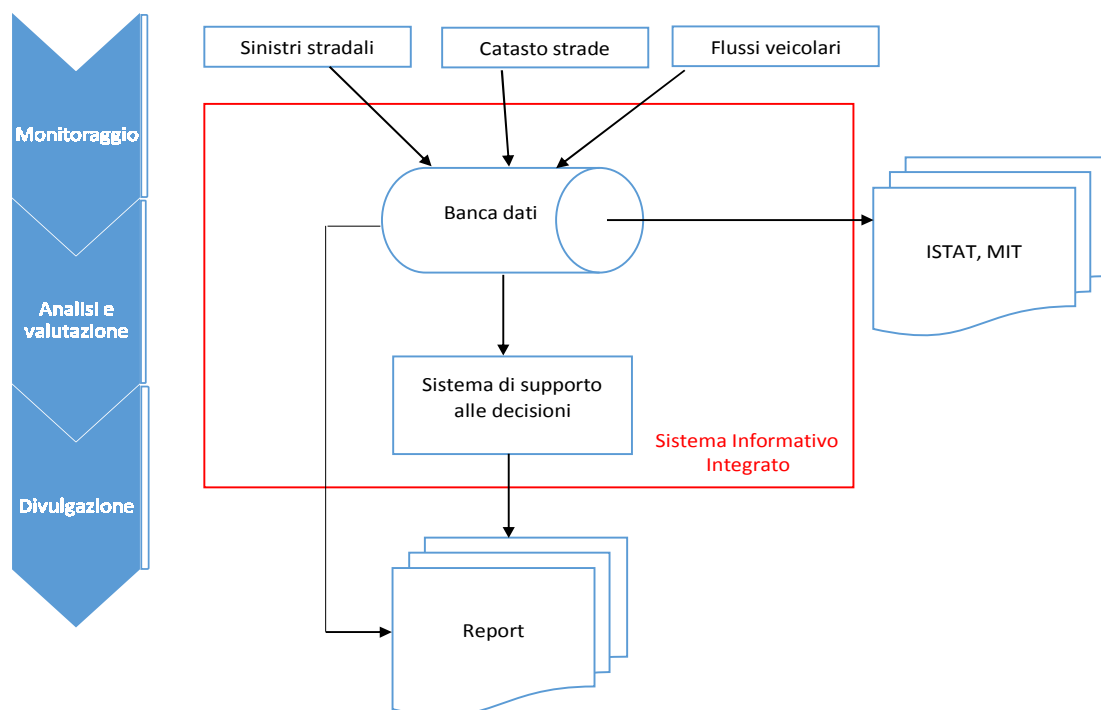 Sinistri stradali
Catasto strade
Flussi veicolari
Monitoraggio
Banca dati
ISTAT, MIT
Analisi e
valutazione
Sistema di supporto
alle decisioni
Sistema Informativo
Integrato
Divulgazione
Report